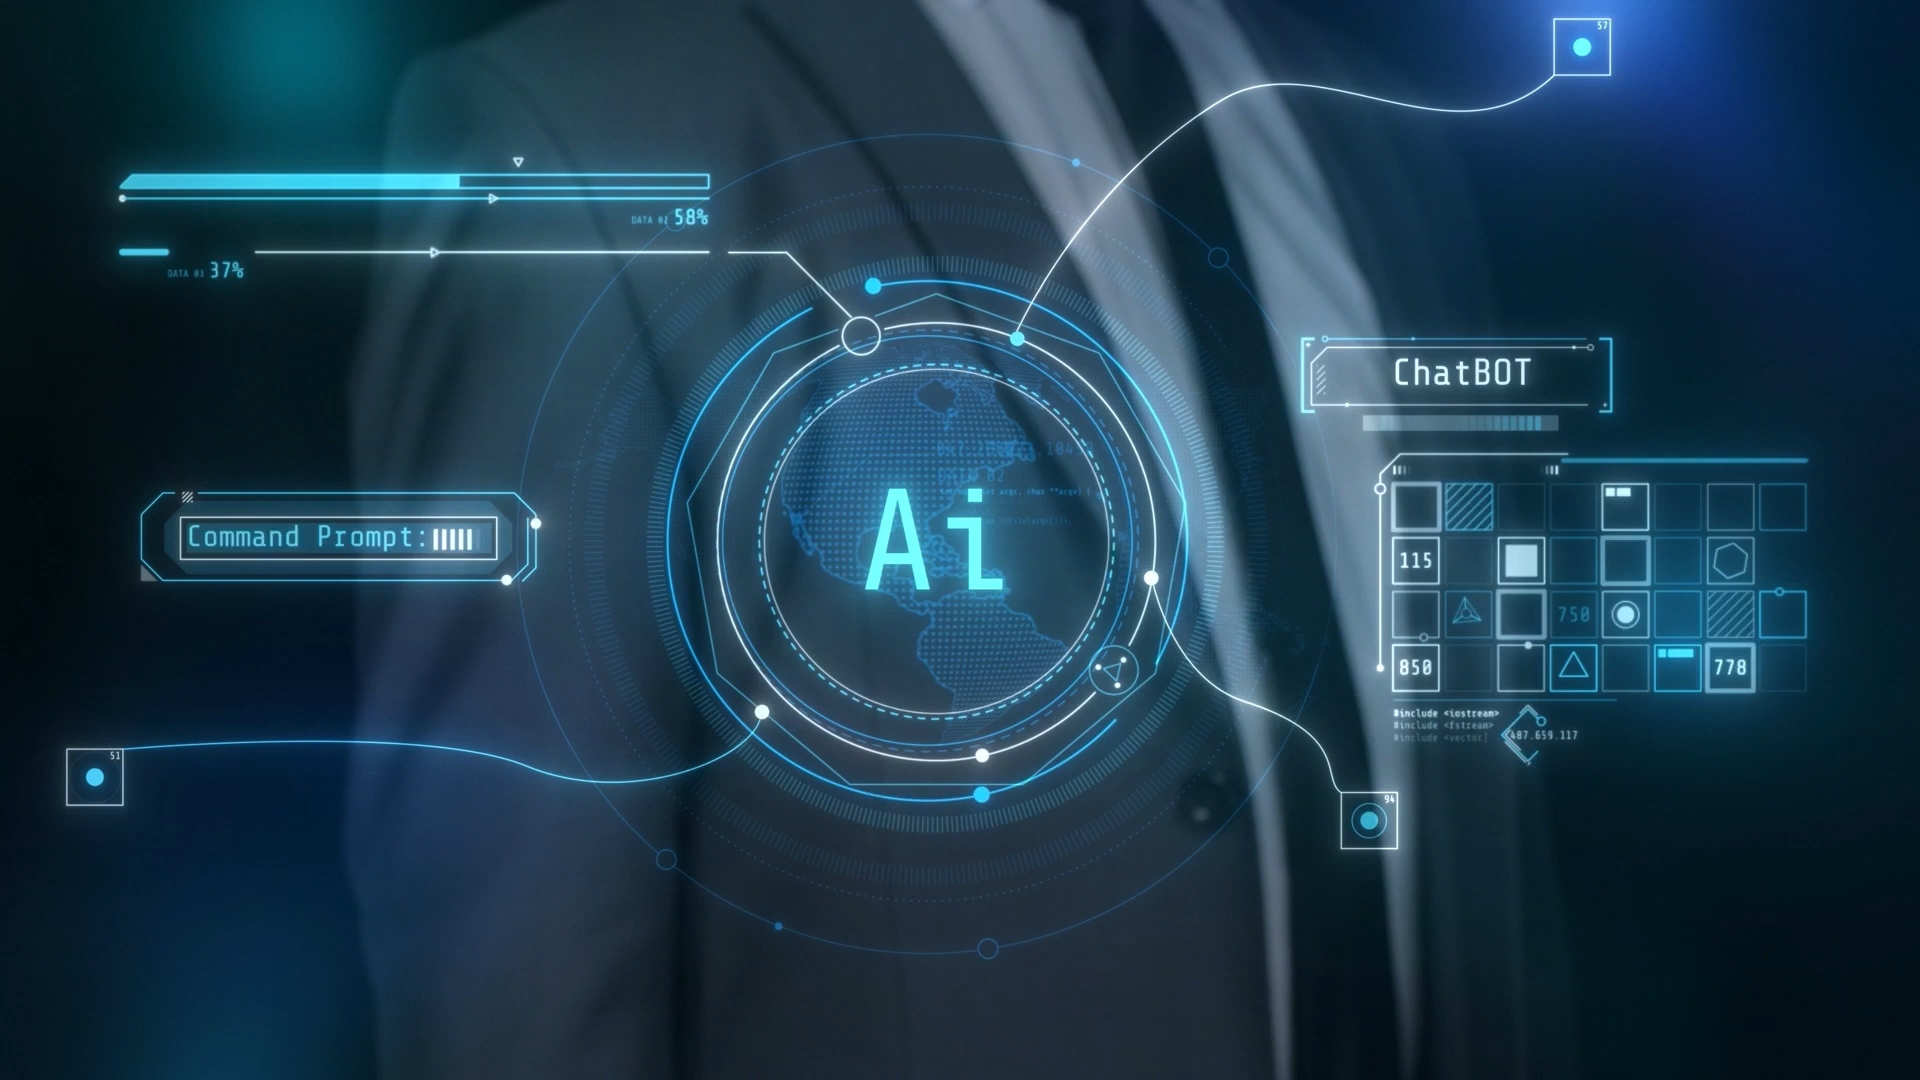 57
DATA 02 58%
DATA 03 37%
ChatBOT
Command Prompt:
Ai
115
750
850
778
#include <iostream>
#include <fstream>
#include <vector]
487.659.117
51
94